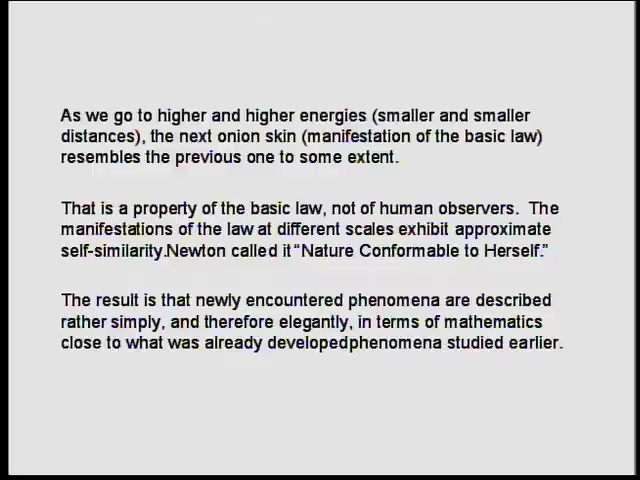 As we go to higher and higher energies (smaller and smaller
distances), the next onion skin (manifestation of the basic law)
resembles the previous one to some extent.
That is a property of the basic law, not of human observers. The
manifestations of the law at different scales exhibit approximate
self-similarity.Newton called it “Nature Conformable to Herself.”
The result is that newly encountered phenomena are described
rather simply, and therefore elegantly, in terms of mathematics
close to what was already developedphenomena studied earlier.